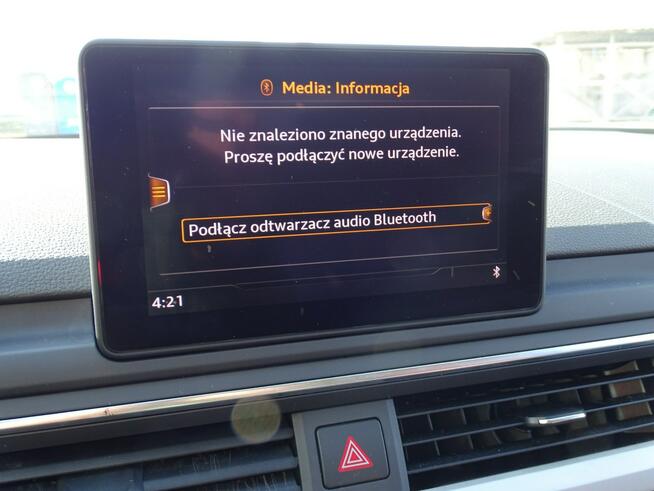 Media: Informacja
Nie znaleziono znanego urządzenia.
Proszę podłączyć nowe urządzenie.
Podłącz odtwarzacz audio Bluetooth
4:21